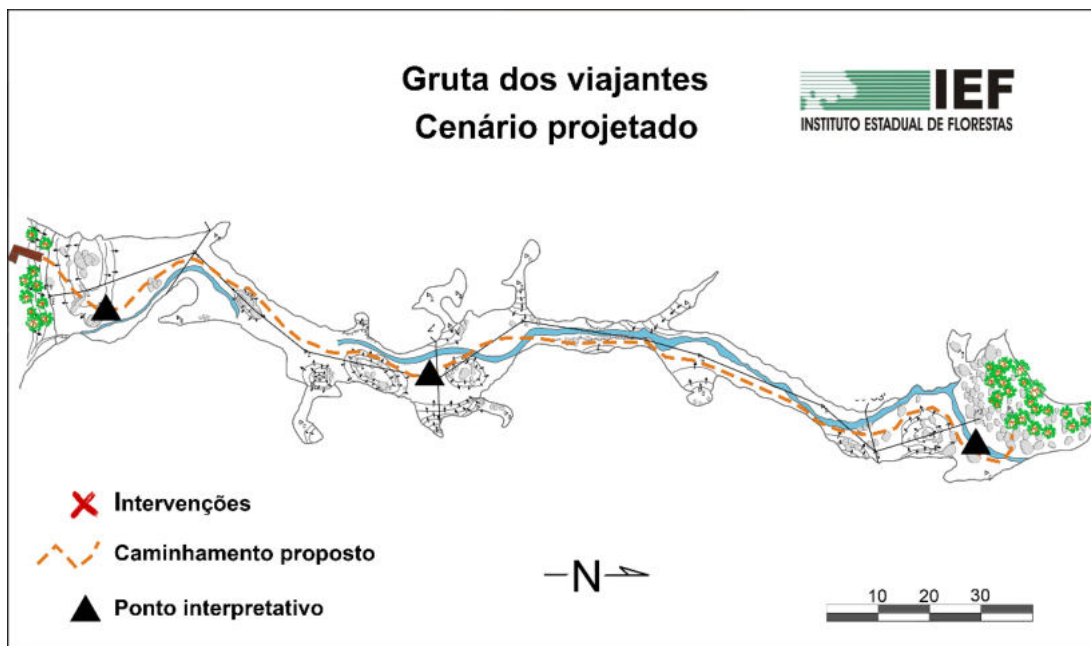 Gruta dos viajantes
Cenário projetado
IEF
INSTITUTO ESTADUAL DE FLORESTAS
Intervenções
Caminhamento proposto
Ponto interpretativo
N
10 20 30